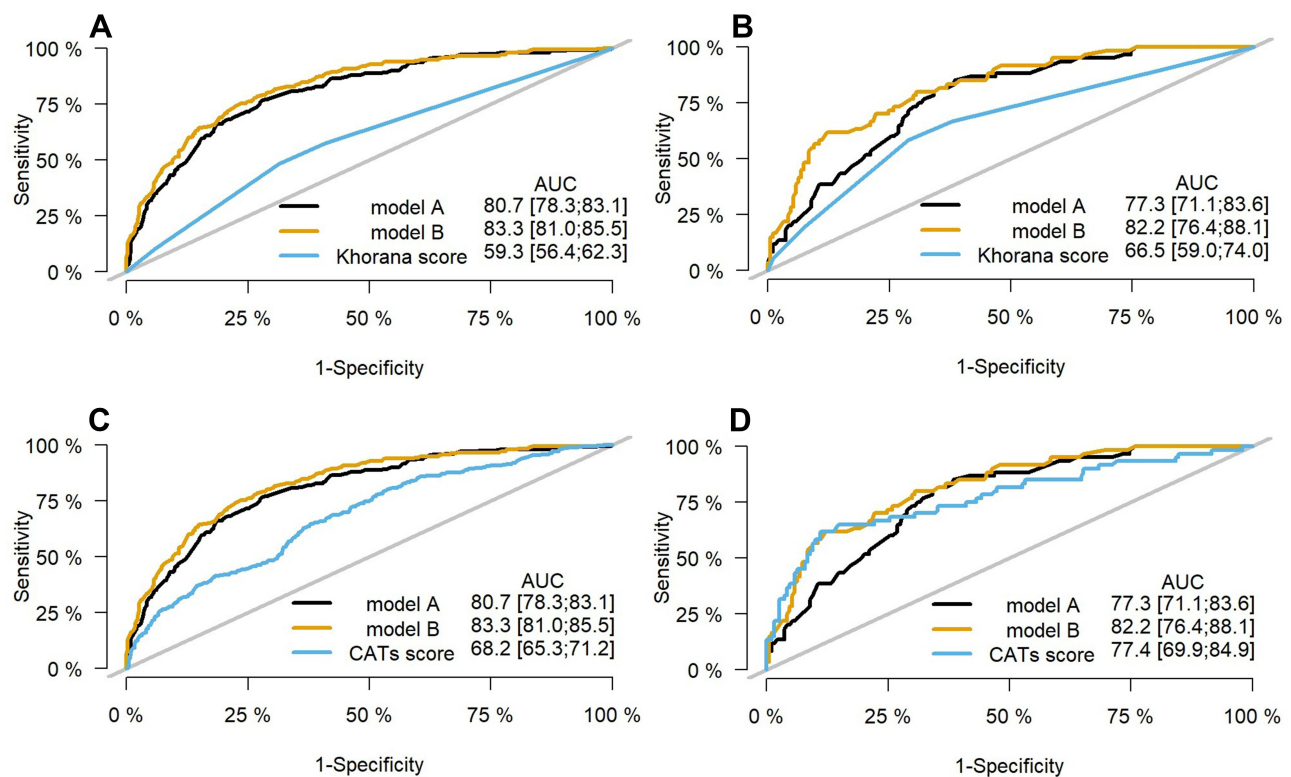 A
Sensitivity
100 %
75 %
50 %
25 %
0 %
AUC
model A 80.7 [78.3;83.1]
model B 83.3 [81.0;85.5]
Khorana score 59.3 [56.4;62.3]
0 % 25 % 50 % 75 % 100 %
1-Specificity
B
Sensitivity
100 %
75 %
50 %
25 %
0 %
AUC
model A 77.3 [71.1;83.6]
model B 82.2 [76.4;88.1]
Khorana score 66.5 [59.0;74.0]
0 % 25 % 50 % 75 % 100 %
1-Specificity
C
Sensitivity
100 %
75 %
50 %
25 %
0 %
AUC
model A 80.7 [78.3;83.1]
model B 83.3 [81.0;85.5]
CATs score 68.2 [65.3;71.2]
0 % 25 % 50 % 75 % 100 %
1-Specificity
D
Sensitivity
100 %
75 %
50 %
25 %
0 %
AUC
model A 77.3 [71.1;83.6]
model B 82.2 [76.4;88.1]
CATs score 77.4 [69.9;84.9]
0 % 25 % 50 % 75 % 100 %
1-Specificity